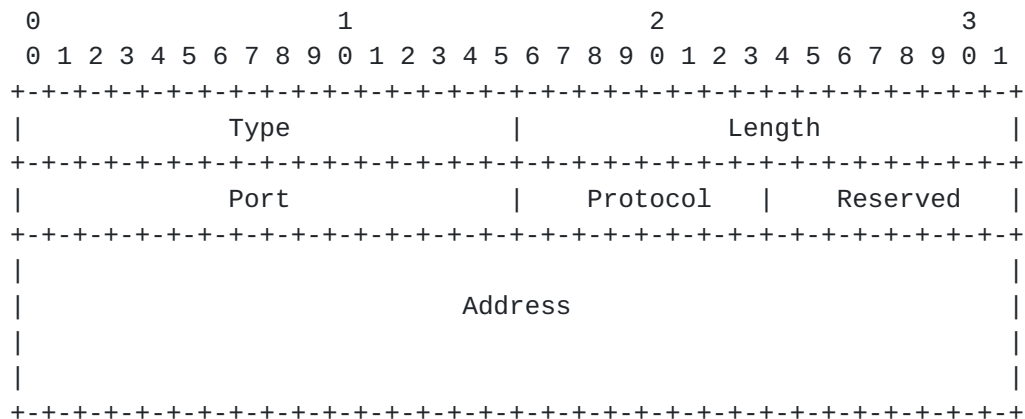 0                   1                   2                   3
 0 1 2 3 4 5 6 7 8 9 0 1 2 3 4 5 6 7 8 9 0 1 2 3 4 5 6 7 8 9 0 1
+-+-+-+-+-+-+-+-+-+-+-+-+-+-+-+-+-+-+-+-+-+-+-+-+-+-+-+-+-+-+-+-+
|             Type              |             Length            |
+-+-+-+-+-+-+-+-+-+-+-+-+-+-+-+-+-+-+-+-+-+-+-+-+-+-+-+-+-+-+-+-+
|             Port              |    Protocol   |    Reserved   |
+-+-+-+-+-+-+-+-+-+-+-+-+-+-+-+-+-+-+-+-+-+-+-+-+-+-+-+-+-+-+-+-+
|                                                               |
|                            Address                            |
|                                                               |
|                                                               |
+-+-+-+-+-+-+-+-+-+-+-+-+-+-+-+-+-+-+-+-+-+-+-+-+-+-+-+-+-+-+-+-+